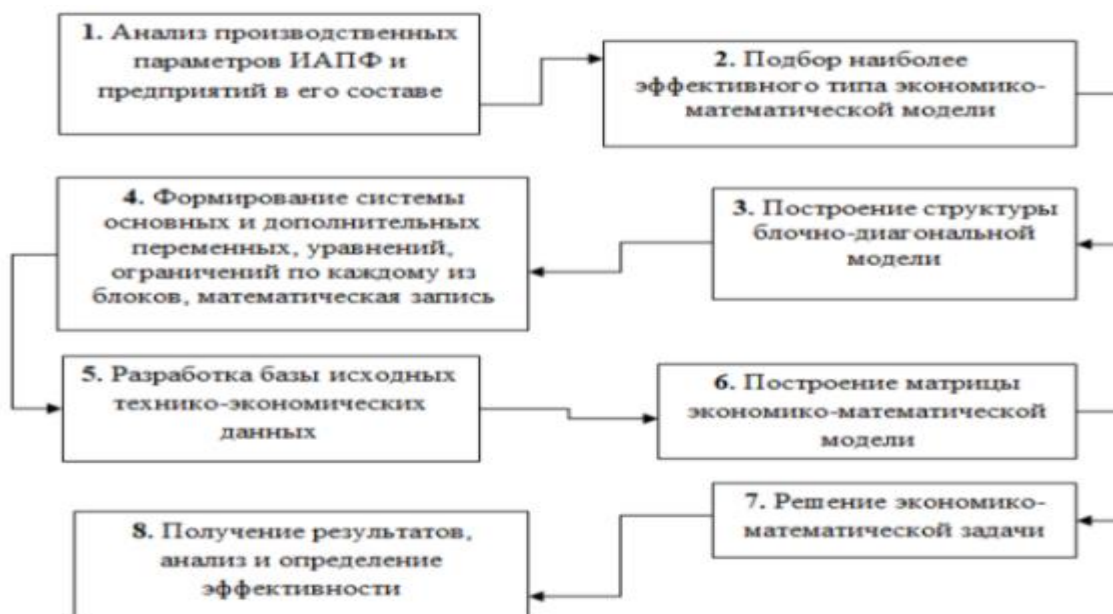 1. Анализ производственных
параметров ИАПФ и
предприятий в его составе
2. Подбор наиболее
эффективного типа экономико-
математической модели
3. Построение структуры
блочно-диагональной
модели
4. Формирование системы
основных и дополнительных
переменных, уравнений,
ограничений по каждому из
блоков, математическая запись
5. Разработка базы исходных
технико-экономических
данных
6. Построение матрицы
экономико-математической
модели
7. Решение экономико-
математической задачи
8. Получение результатов,
анализ и определение
эффективности